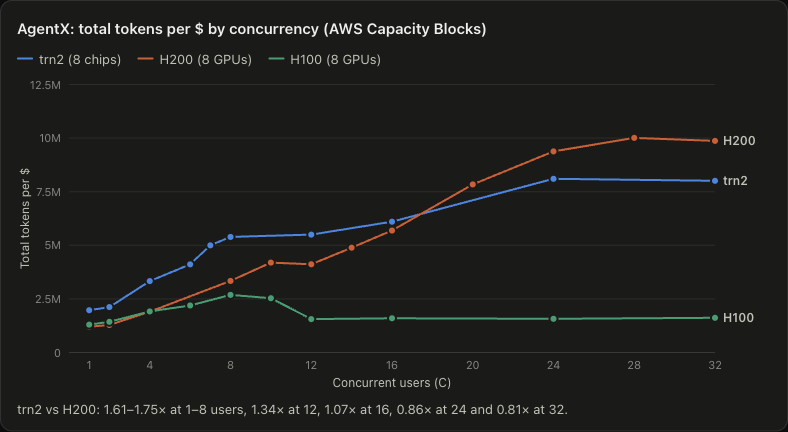 AgentX: total tokens per $ by concurrency (AWS Capacity Blocks)
trn2 (8 chips) H200 (8 GPUs) H100 (8 GPUs)
12.5M
10M
7.5M
5M
2.5M
0
Total tokens per $
H200
trn2
H100
1 4 8 12 16 20 24 28 32
Concurrent users (C)
trn2 vs H200: 1.61–1.75× at 1–8 users, 1.34× at 12, 1.07× at 16, 0.86× at 24 and 0.81× at 32.